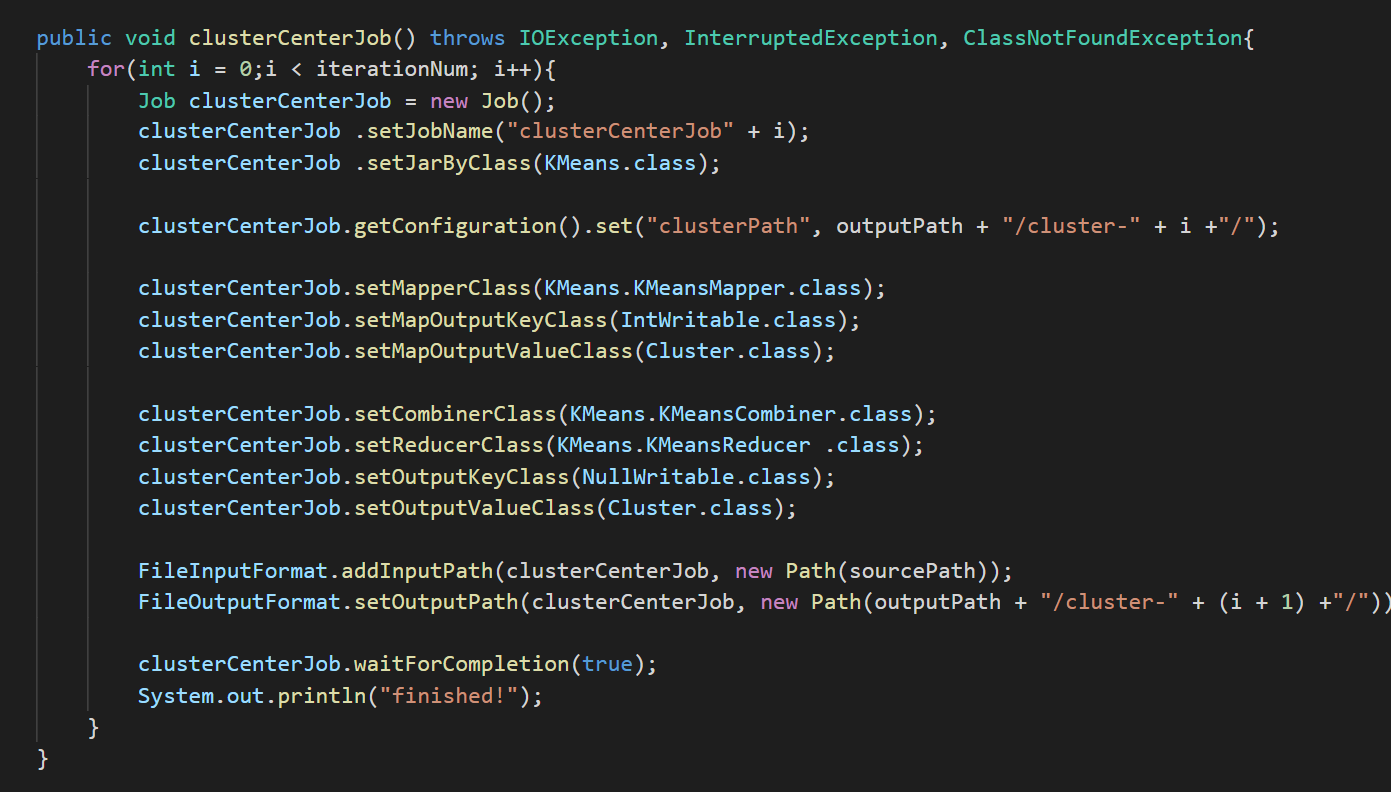 public void clusterCenterJob() throws IOException, InterruptedException, ClassNotFoundException{
for(int i = 0;i < iterationNum; i++){
Job clusterCenterJob = new Job();
clusterCenterJob .setJobName("clusterCenterJob" + i);
clusterCenterJob .setJarByClass(KMeans.class);
clusterCenterJob.getConfiguration().set("clusterPath", outputPath + "/cluster-" + i +"/");
clusterCenterJob.setMapperClass(KMeans.KMeansMapper.class);
clusterCenterJob.setMapOutputKeyClass(IntWritable.class);
clusterCenterJob.setMapOutputValueClass(Cluster.class);
clusterCenterJob.setCombinerClass(KMeans.KMeansCombiner.class);
clusterCenterJob.setReducerClass(KMeans.KMeansReducer .class);
clusterCenterJob.setOutputKeyClass(NullWritable.class);
clusterCenterJob.setOutputValueClass(Cluster.class);
FileInputFormat.addInputPath(clusterCenterJob, new Path(sourcePath));
FileOutputFormat.setOutputPath(clusterCenterJob, new Path(outputPath + "/cluster-" + (i + 1) +"/"))
clusterCenterJob.waitForCompletion(true);
System.out.println("finished!");
}
}